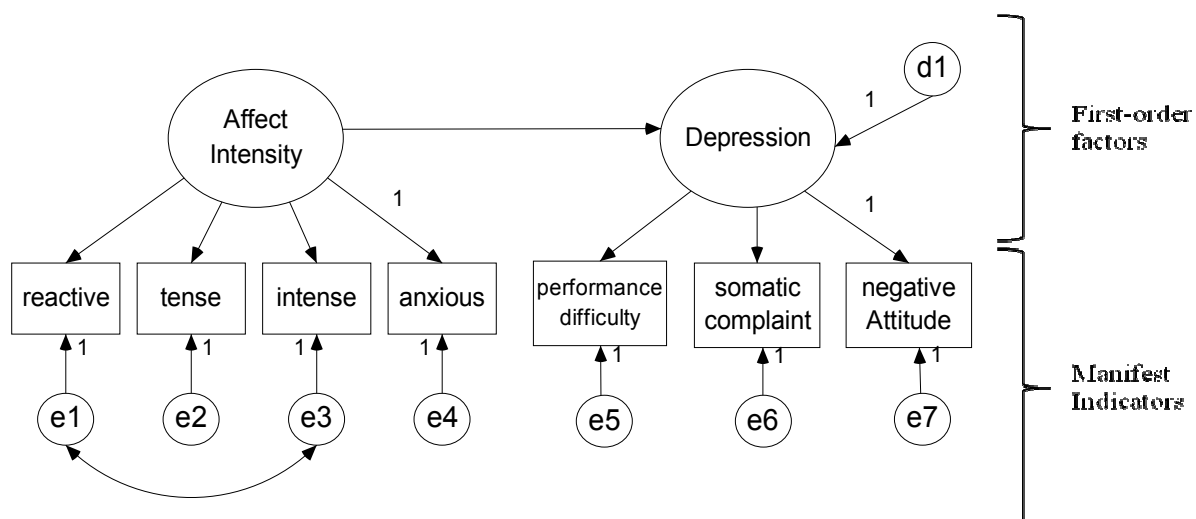 d1
1
Affect
Intensity
Depression
First-order
factors
1
1
reactive
tense
intense
anxious
performance
difficulty
somatic
complaint
negative
Attitude
1
1
1
1
1
1
1
Manifest
Indicators
e1
e2
e3
e4
e5
e6
e7